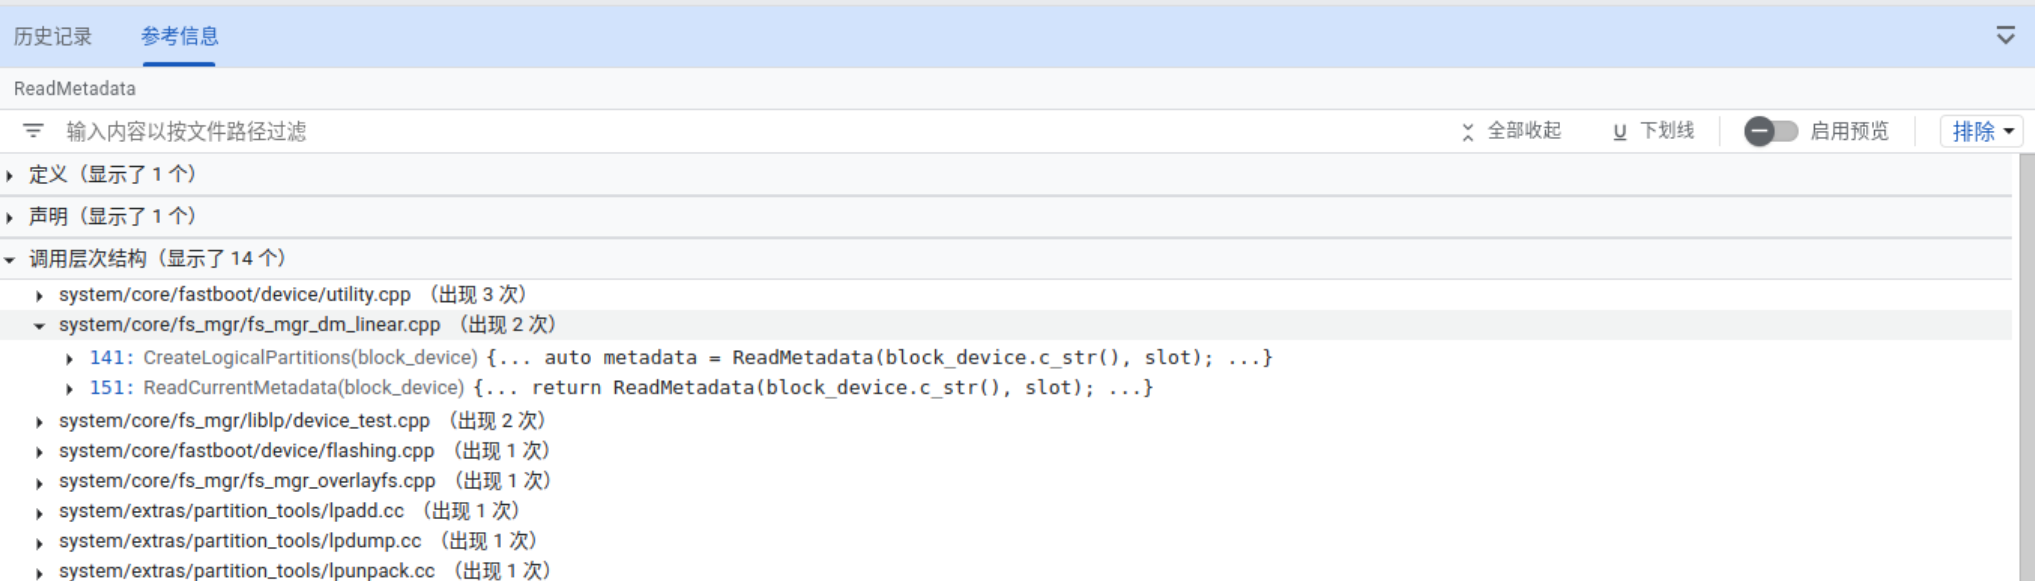 历史记录 参考信息
ReadMetadata
输入内容以按文件路径过滤 全部收起 U 下划线 启用预览 排除
定义（显示了 1 个）
声明（显示了 1 个）
调用层次结构（显示了 14 个）
system/core/fastboot/device/utility.cpp （出现 3 次）
system/core/fs_mgr/fs_mgr_dm_linear.cpp （出现 2 次）
141: CreateLogicalPartitions(block_device) {... auto metadata = ReadMetadata(block_device.c_str(), slot); ...}
151: ReadCurrentMetadata(block_device) {... return ReadMetadata(block_device.c_str(), slot); ...}
system/core/fs_mgr/liblp/device_test.cpp （出现 2 次）
system/core/fastboot/device/flashing.cpp （出现 1 次）
system/core/fs_mgr/fs_mgr_overlayfs.cpp （出现 1 次）
system/extras/partition_tools/lpadd.cc （出现 1 次）
system/extras/partition_tools/lpdump.cc （出现 1 次）
system/extras/partition_tools/lpunpack.cc （出现 1 次）